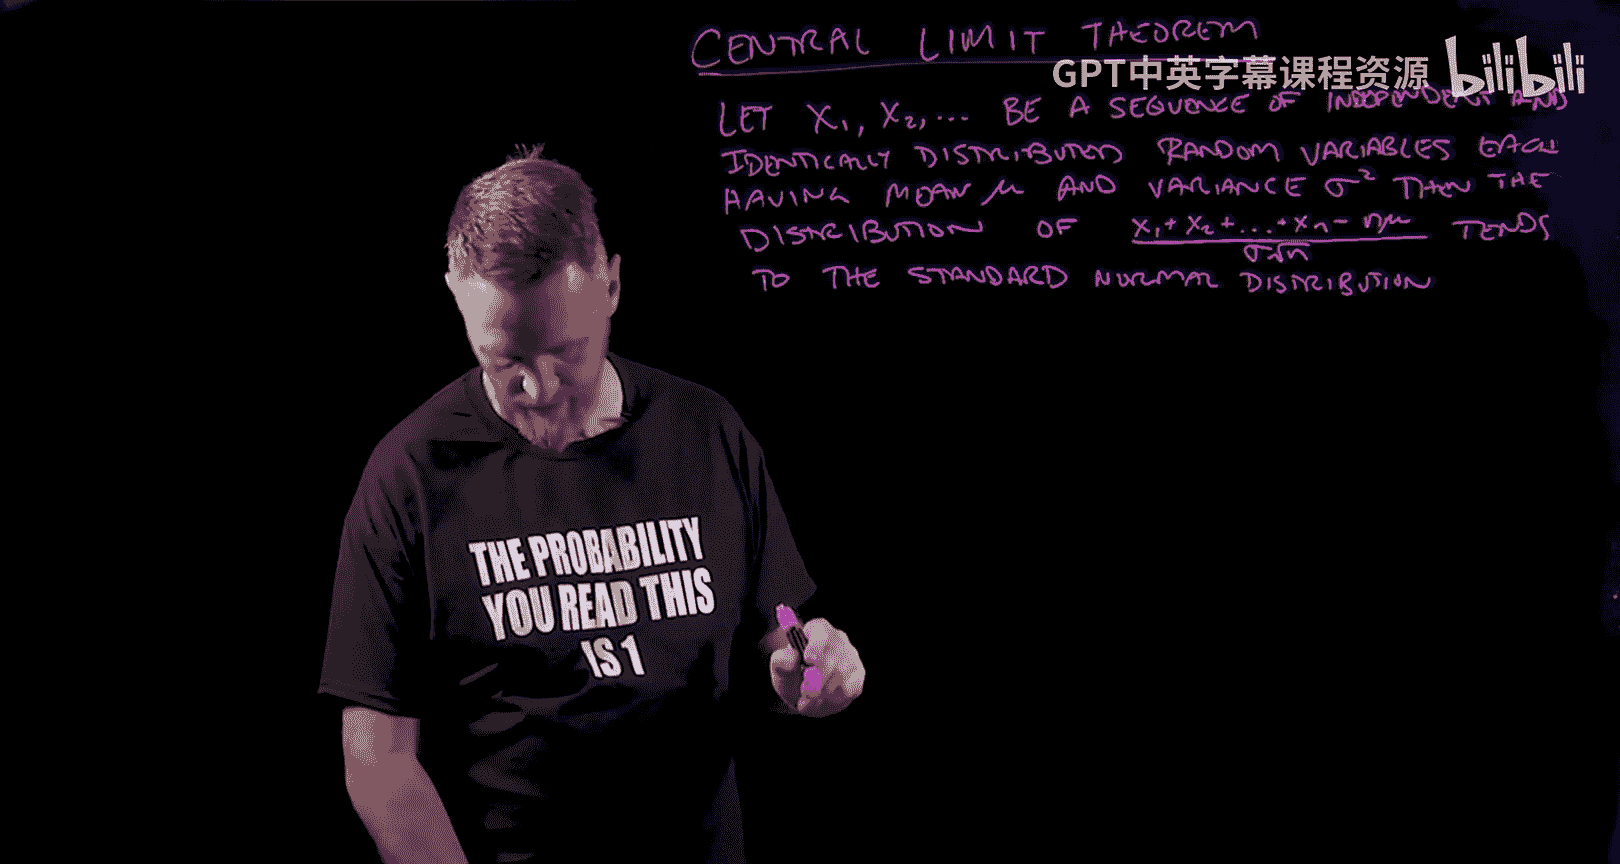 CENTRAL LIMIT THEOREM
GPT中英字幕课程资源 bilibili
LET X₁, X₂, ... BE A SEQUENCE OF INDEPENDENT AND
IDENTICALLY DISTRIBUTED RANDOM VARIABLES EACH
HAVING MEAN μ AND VARIANCE σ² THEN THE
DISTRIBUTION OF (X₁ + X₂ + ... + Xₙ - nμ) / (σ√n) TENDS
TO THE STANDARD NORMAL DISTRIBUTION
THE PROBABILITY
YOU READ THIS
IS 1